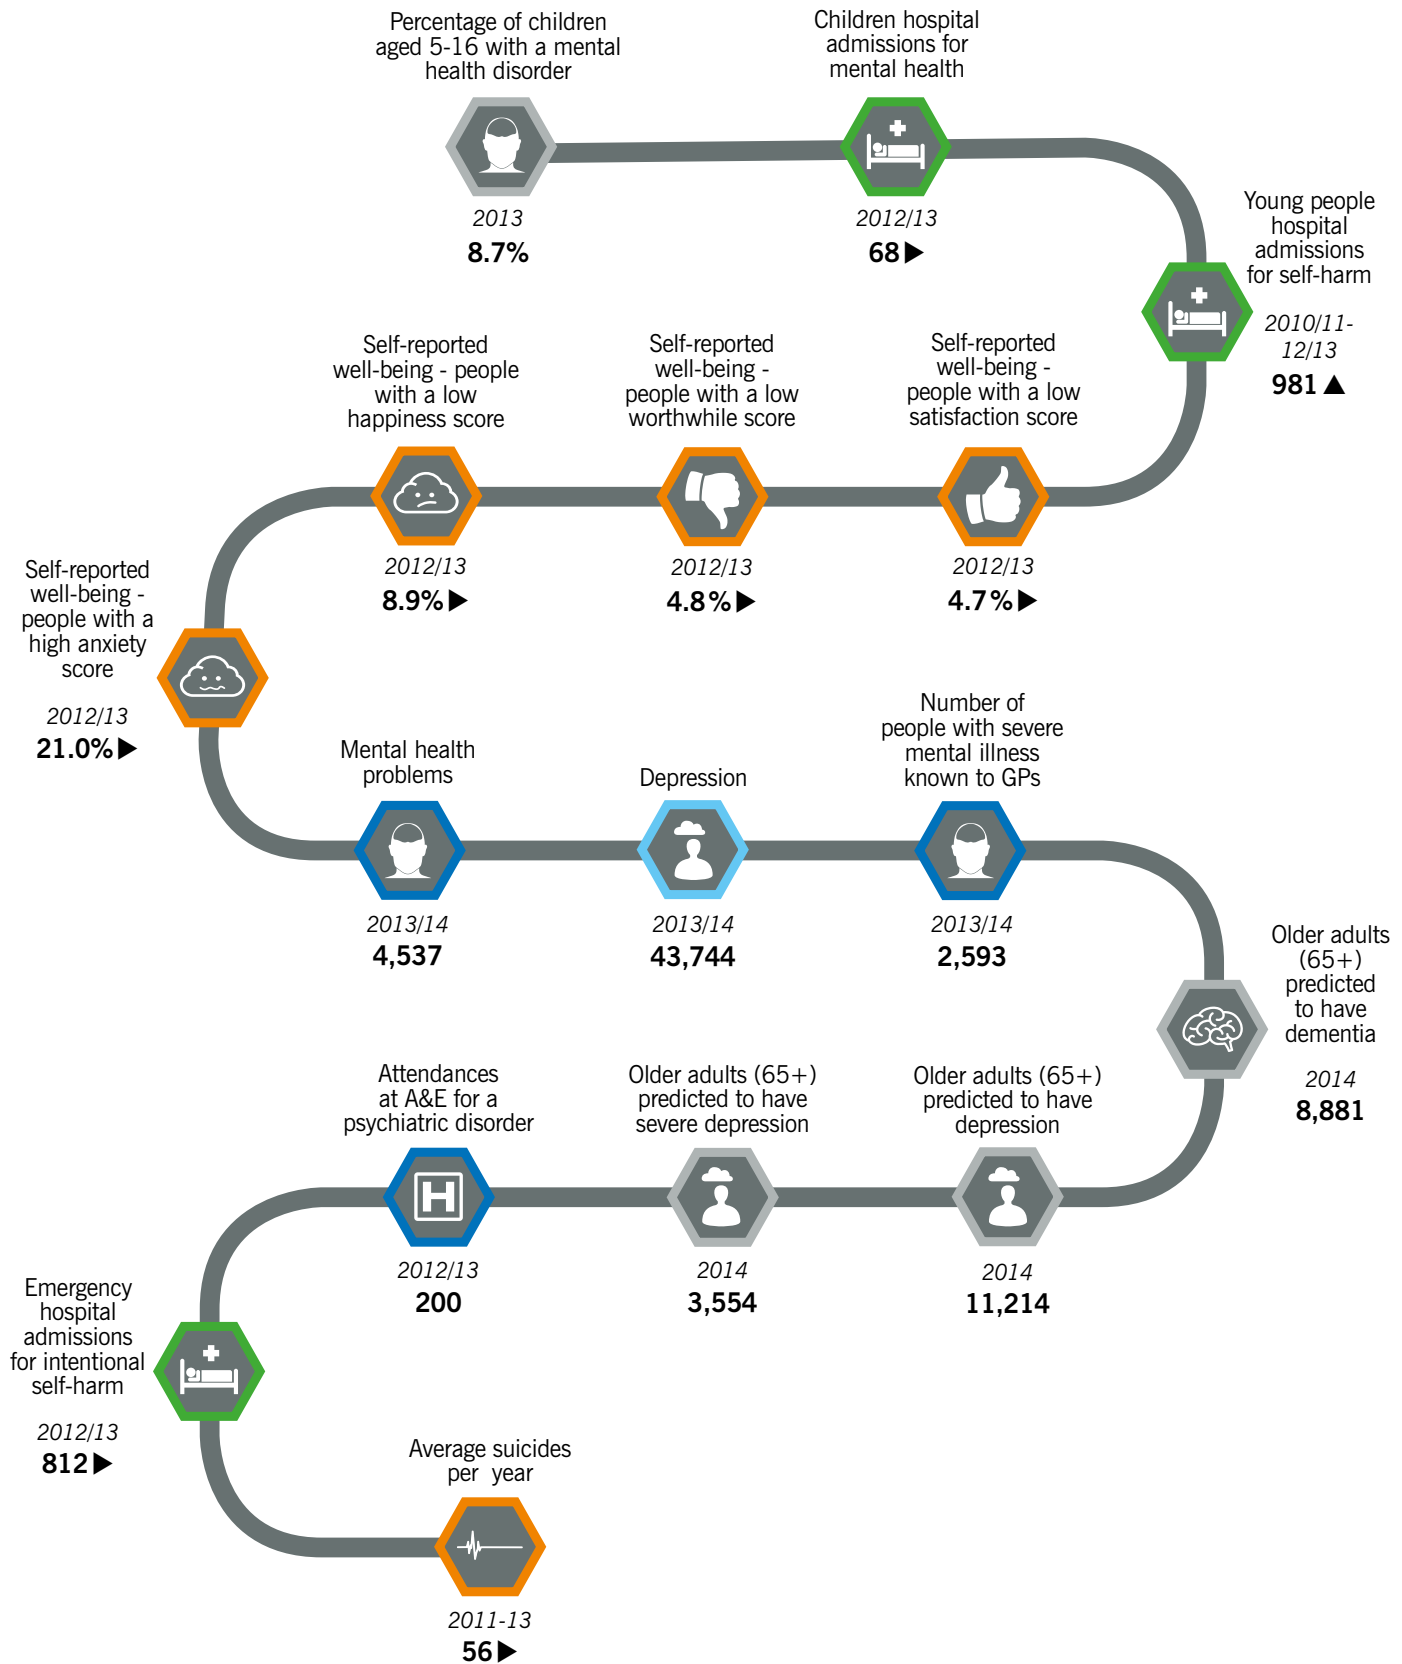 Percentage of children
aged 5-16 with a mental
health disorder
2013
8.7%
Children hospital
admissions for
mental health
2012/13
68▶
Young people
hospital
admissions
for self-harm
2010/11-
12/13
981▲
Self-reported
well-being -
people with a low
satisfaction score
2012/13
4.7%▶
Self-reported
well-being -
people with a low
worthwhile score
2012/13
4.8%▶
Self-reported
well-being - people
with a low
happiness score
2012/13
8.9%▶
Self-reported
well-being -
people with a
high anxiety
score
2012/13
21.0%▶
Mental health
problems
2013/14
4,537
Depression
2013/14
43,744
Number of
people with severe
mental illness
known to GPs
2013/14
2,593
Older adults
(65+)
predicted
to have
dementia
2014
8,881
Older adults (65+)
predicted to have
depression
2014
11,214
Older adults (65+)
predicted to have
severe depression
2014
3,554
Attendances
at A&E for a
psychiatric disorder
H
2012/13
200
Emergency
hospital
admissions
for intentional
self-harm
2012/13
812▶
Average suicides
per year
2011-13
56▶